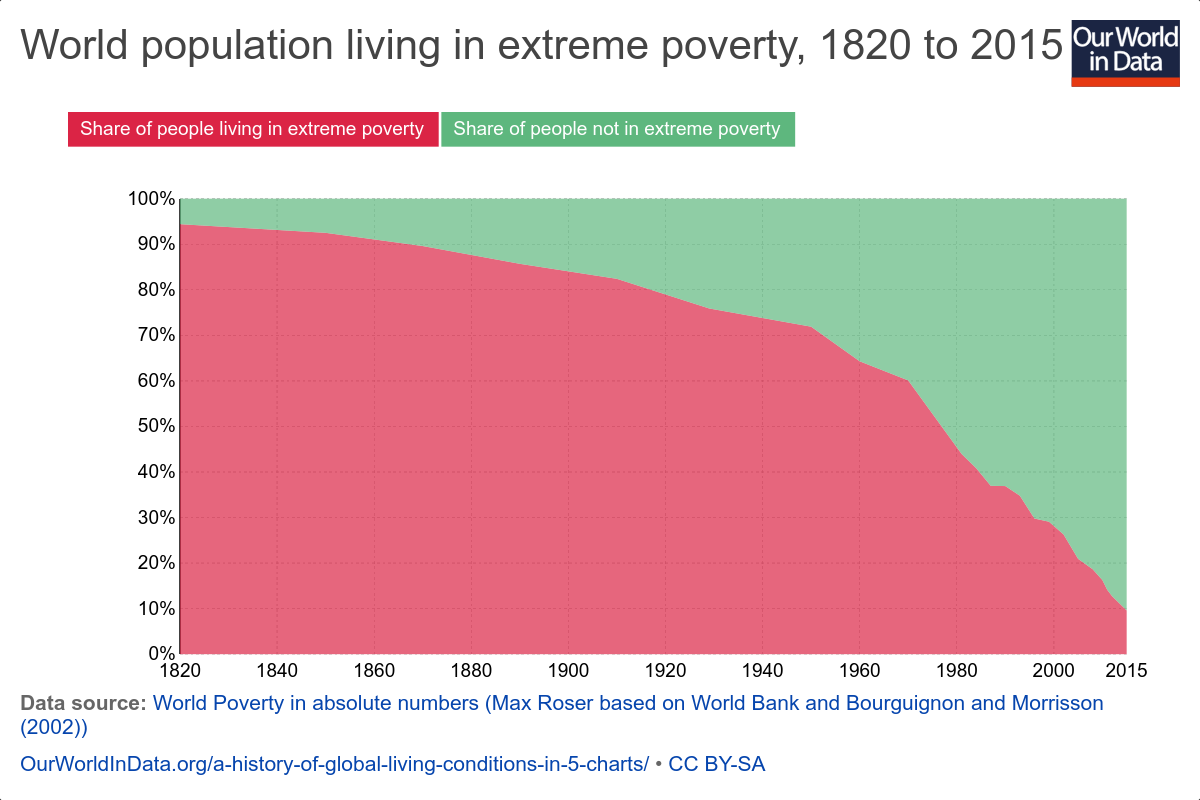 World population living in extreme poverty, 1820 to 2015
Our World
in Data
Share of people living in extreme poverty
Share of people not in extreme poverty
100%
90%
80%
70%
60%
50%
40%
30%
20%
10%
0%
1820 1840 1860 1880 1900 1920 1940 1960 1980 2000 2015
Data source: World Poverty in absolute numbers (Max Roser based on World Bank and Bourguignon and Morrisson
(2002))
OurWorldInData.org/a-history-of-global-living-conditions-in-5-charts/ • CC BY-SA